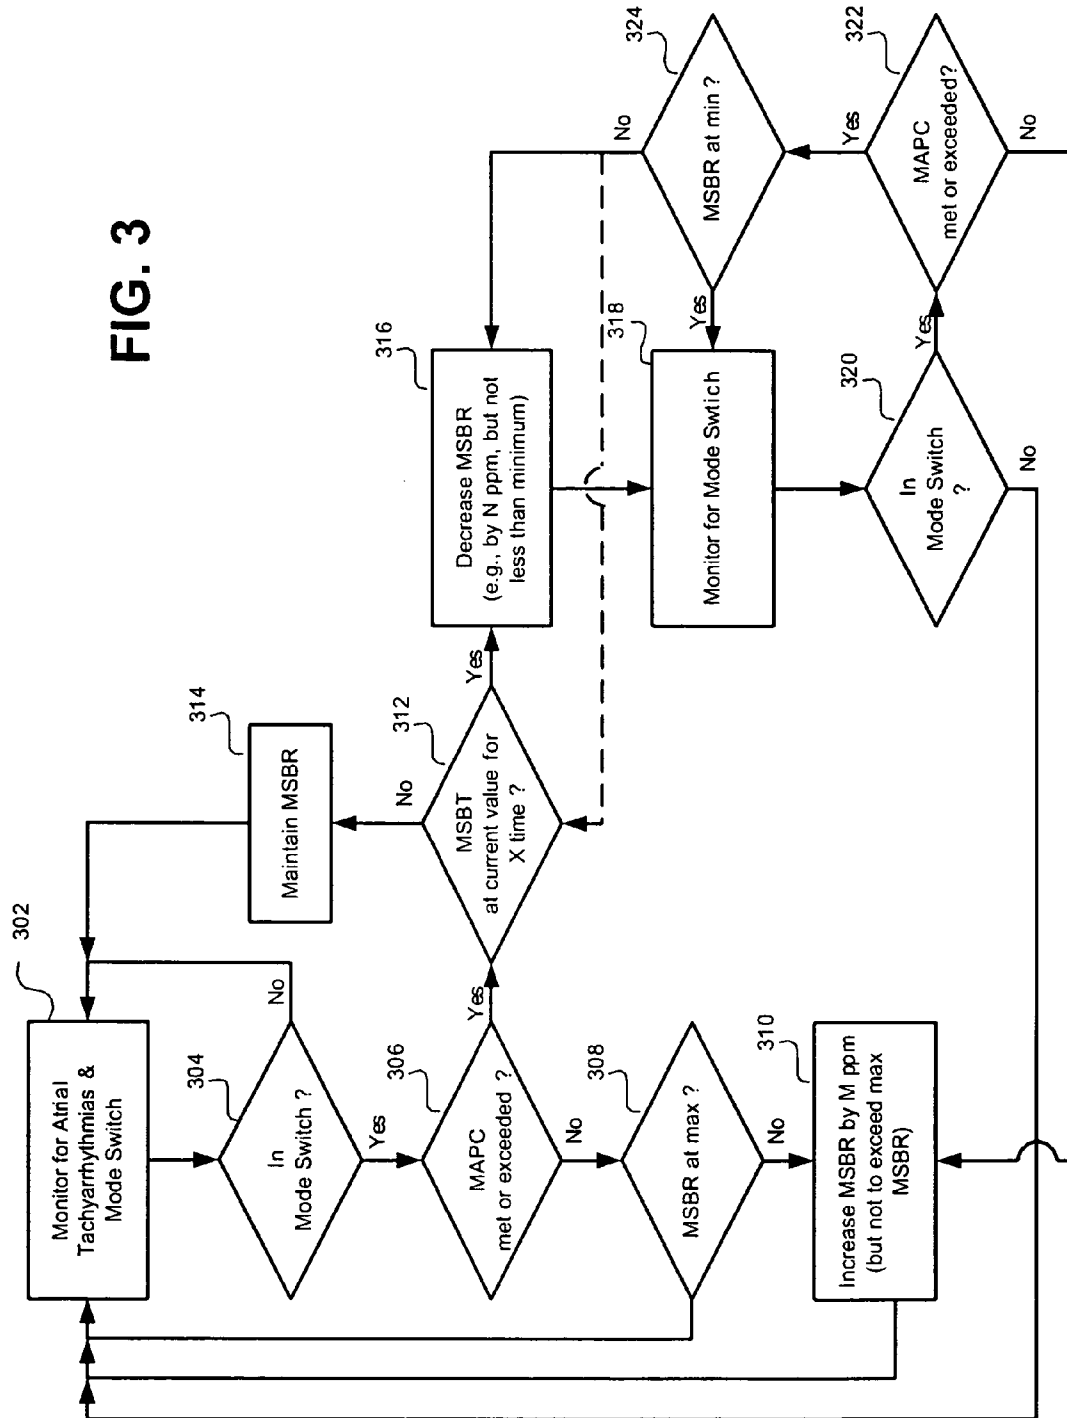 FIG. 3
302
Monitor for Atrial
Tachyarrhythmias &
Mode Switch
304
In
Mode Switch ?
No
Yes
306
MAPC
met or exceeded ?
Yes
No
308
MSBR at max ?
No
310
Increase MSBR by M ppm
(but not to exceed max
MSBR)
312
MSBT
at current value for
X time ?
No
Yes
314
Maintain MSBR
316
Decrease MSBR
(e.g., by N ppm, but not
less than minimum)
318
Monitor for Mode Swtich
320
In
Mode Switch
?
Yes
No
322
MAPC
met or exceeded?
Yes
No
324
MSBR at min ?
Yes
No